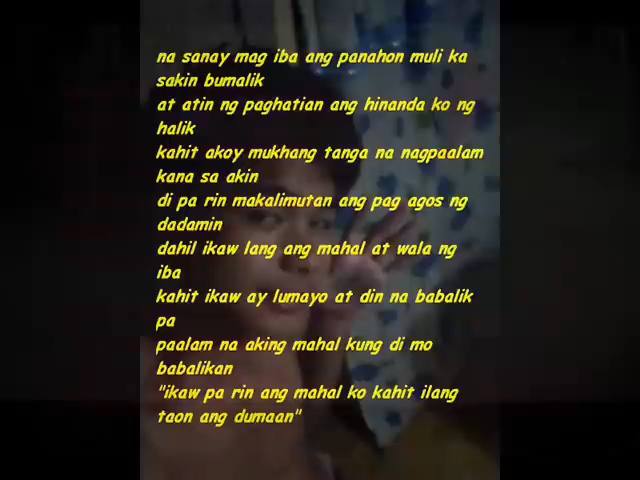 na sanay mag iba ang panahon muli ka
sakin bumalik
at atin ng paghatian ang hinanda ko ng
halik
kahit akoy mukhang tanga na nagpaalam
kana sa akin
di pa rin makalimutan ang pag agos ng
dadamin
dahil ikaw lang ang mahal at wala ng
iba
kahit ikaw ay lumayo at din na babalik
pa
paalam na aking mahal kung di mo
babalikan
"ikaw pa rin ang mahal ko kahit ilang
taon ang dumaan"